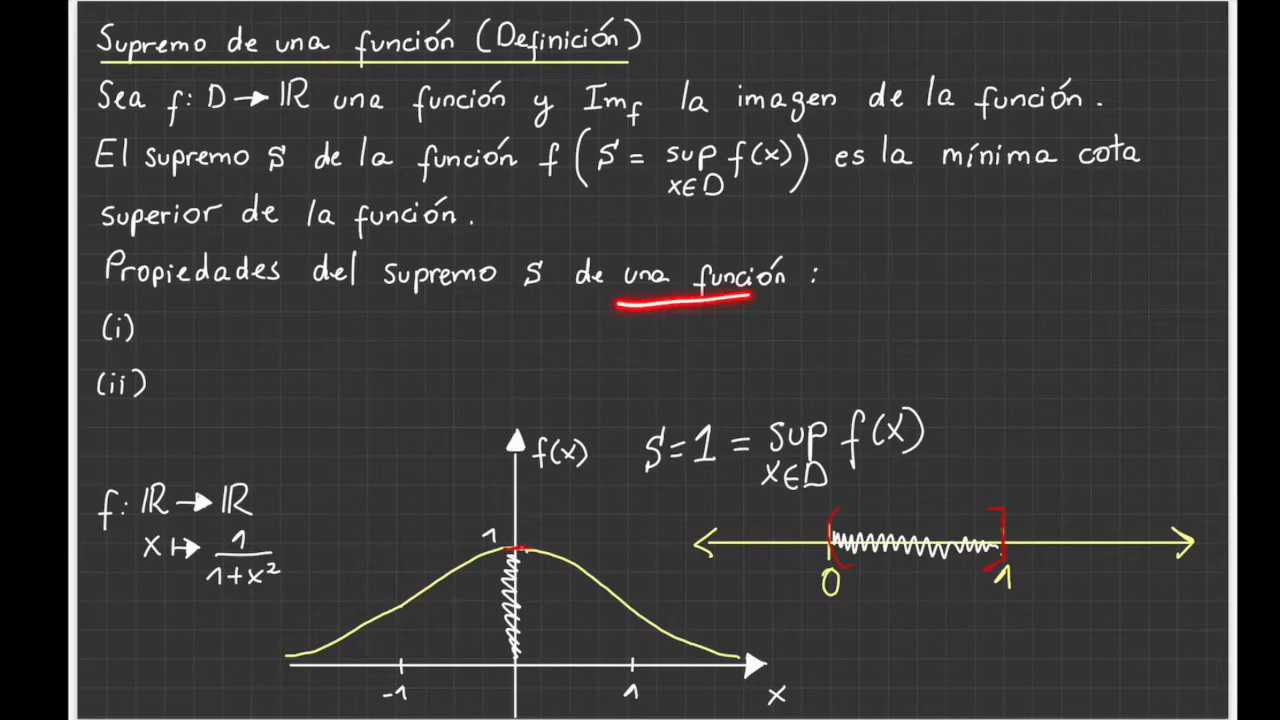 Supremo de una función (Definición)
Sea f: D → ℝ una función y Im_f la imagen de la función.
El supremo S de la función f (S = sup_{x∈D} f(x)) es la mínima cota
superior de la función.
Propiedades del supremo S de una función :
(i)
(ii)
S = 1 = sup_{x∈D} f(x)
f(x)
f: ℝ → ℝ
x ↦ 1/(1+x²)
1
0 1
-1 1 x